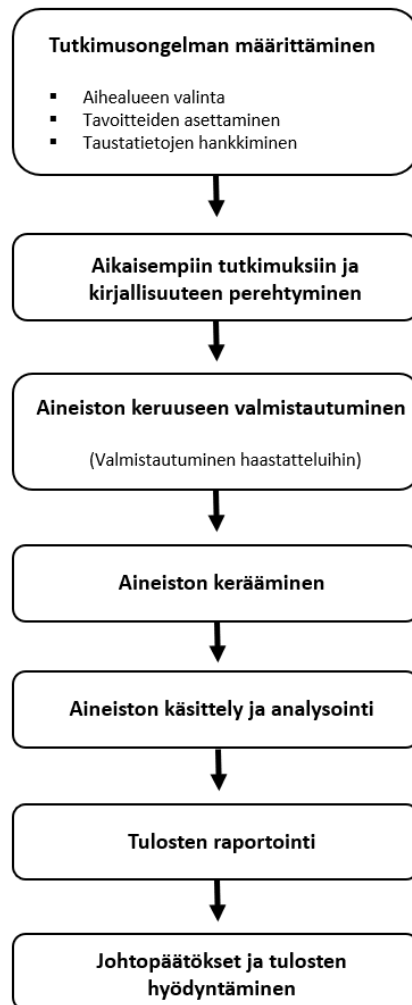 Tutkimusongelman määrittäminen
▪ Aihealueen valinta
▪ Tavoitteiden asettaminen
▪ Taustatietojen hankkiminen
Aikaisempiin tutkimuksiin ja
kirjallisuuteen perehtyminen
Aineiston keruuseen valmistautuminen
(Valmistautuminen haastatteluihin)
Aineiston kerääminen
Aineiston käsittely ja analysointi
Tulosten raportointi
Johtopäätökset ja tulosten
hyödyntäminen